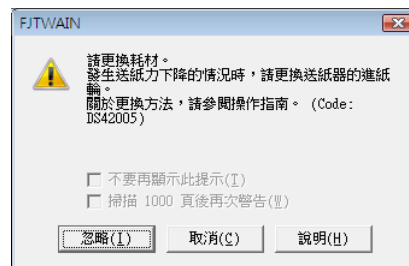 FJTWAIN
請更換耗材。
發生送紙力下降的情況時，請更換送紙器的進紙
輪。
關於更換方法，請參閱操作指南。 (Code:
DS42005)
不要再顯示此提示(I)
掃描 1000 頁後再次警告(W)
忽略(I)
取消(C)
說明(H)